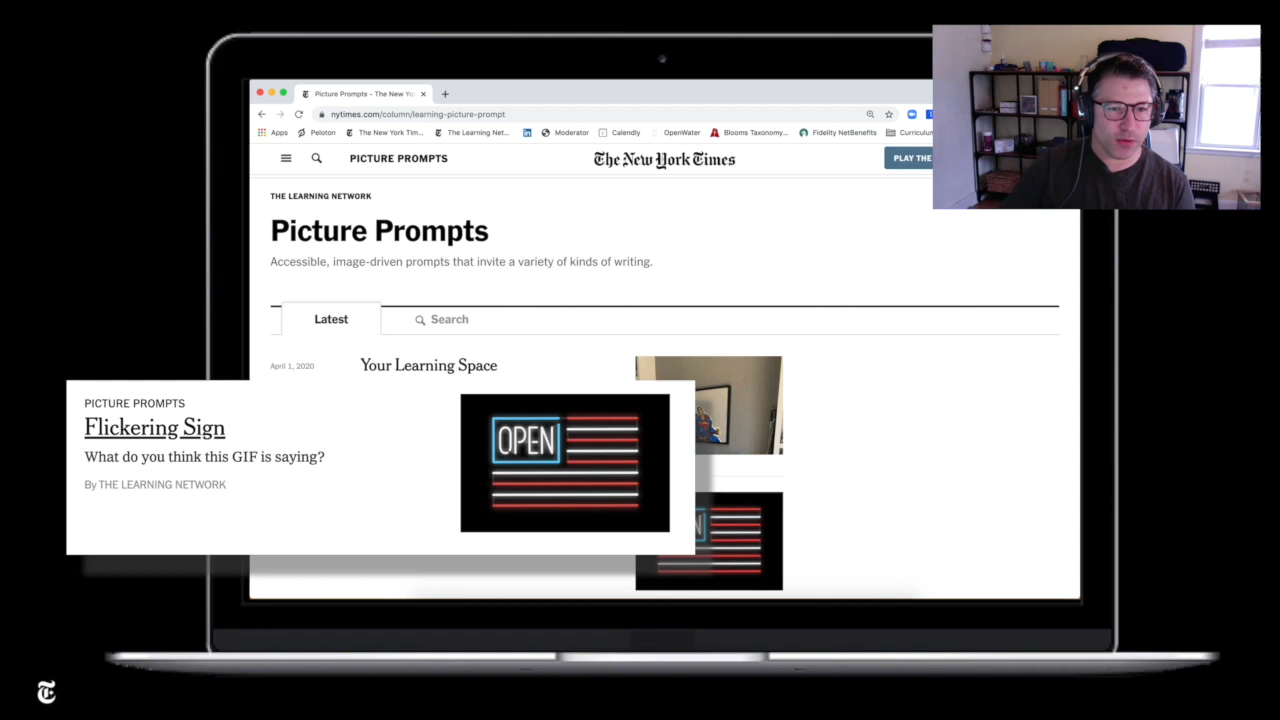 Picture Prompts – The New Yo
nytimes.com/column/learning-picture-prompt
Apps Peloton The New York Tim... The Learning Net... Moderator Calendly OpenWater Blooms Taxonomy... Fidelity NetBenefits Curriculum
PICTURE PROMPTS The New York Times PLAY THE
THE LEARNING NETWORK
Picture Prompts
Accessible, image-driven prompts that invite a variety of kinds of writing.
Latest Search
April 1, 2020 Your Learning Space
PICTURE PROMPTS
Flickering Sign
What do you think this GIF is saying?
By THE LEARNING NETWORK
OPEN
N